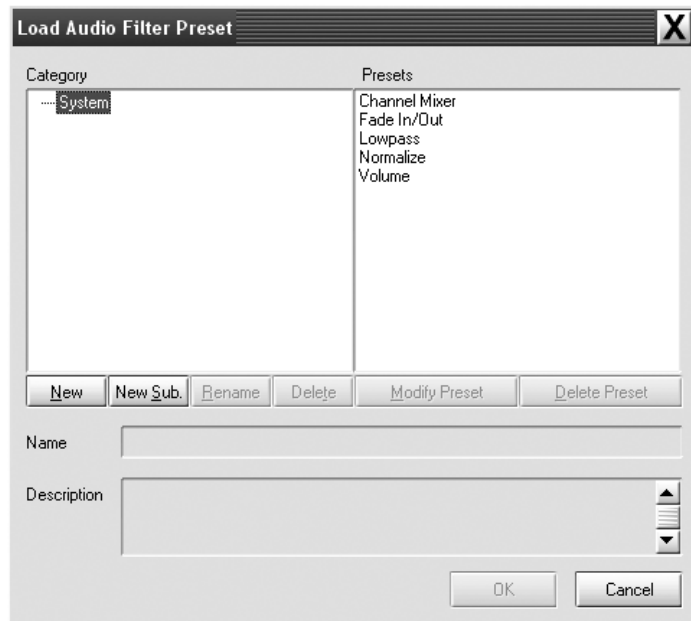 Load Audio Filter Preset
X
Category
Presets
System
Channel Mixer
Fade In/Out
Lowpass
Normalize
Volume
New
New Sub.
Rename
Delete
Modify Preset
Delete Preset
Name
Description
OK
Cancel